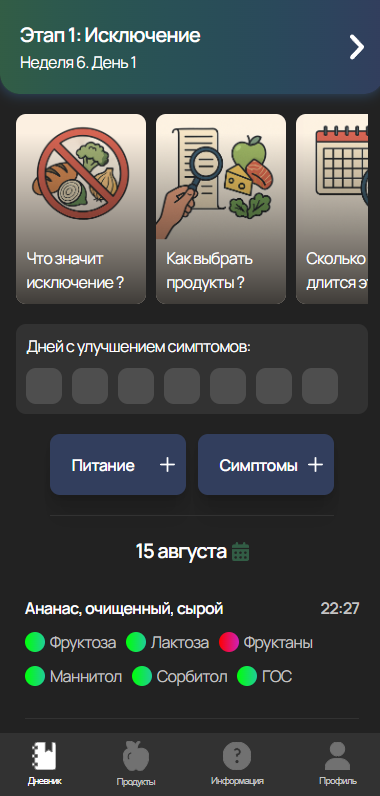 Этап 1: Исключение
Неделя 6. День 1
Что значит
исключение ?
Как выбрать
продукты ?
Сколько
длится э
Дней с улучшением симптомов:
Питание
Симптомы
15 августа
Ананас, очищенный, сырой
22:27
Фруктоза Лактоза Фруктаны
Маннитол Сорбитол ГОС
Дневник Продукты Информация Профиль